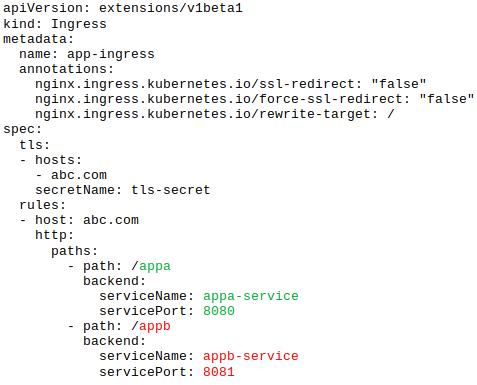 apiVersion: extensions/v1beta1
kind: Ingress
metadata:
  name: app-ingress
  annotations:
    nginx.ingress.kubernetes.io/ssl-redirect: "false"
    nginx.ingress.kubernetes.io/force-ssl-redirect: "false"
    nginx.ingress.kubernetes.io/rewrite-target: /
spec:
  tls:
  - hosts:
    - abc.com
    secretName: tls-secret
  rules:
  - host: abc.com
    http:
      paths:
        - path: /appa
          backend:
            serviceName: appa-service
            servicePort: 8080
        - path: /appb
          backend:
            serviceName: appb-service
            servicePort: 8081